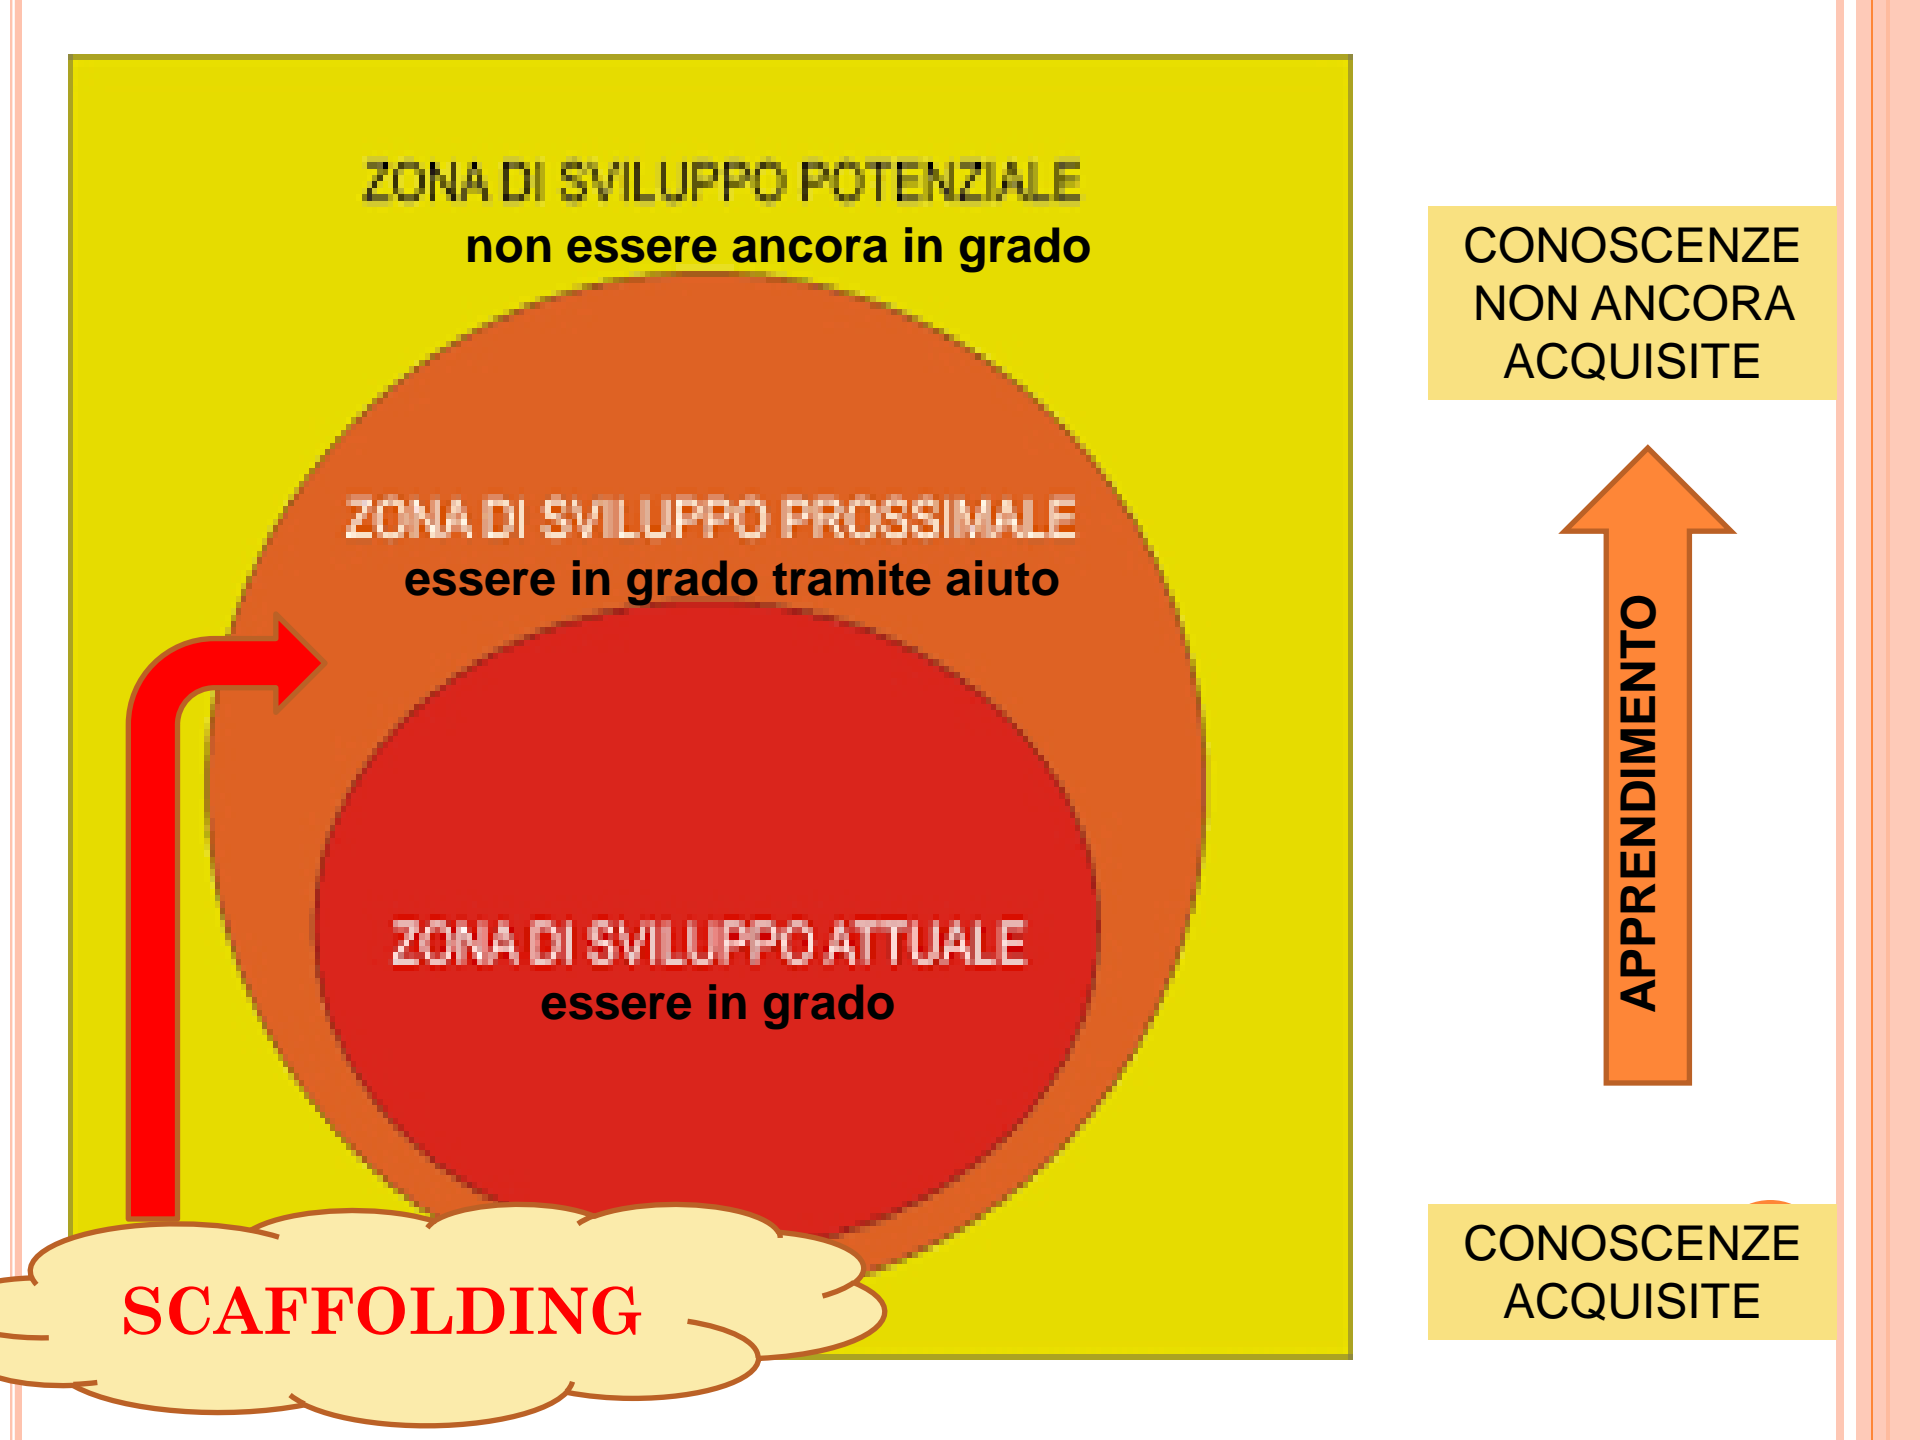 ZONA DI SVILUPPO POTENZIALE
non essere ancora in grado
ZONA DI SVILUPPO PROSSIMALE
essere in grado tramite aiuto
ZONA DI SVILUPPO ATTUALE
essere in grado
SCAFFOLDING
CONOSCENZE
NON ANCORA
ACQUISITE
APPRENDIMENTO
CONOSCENZE
ACQUISITE